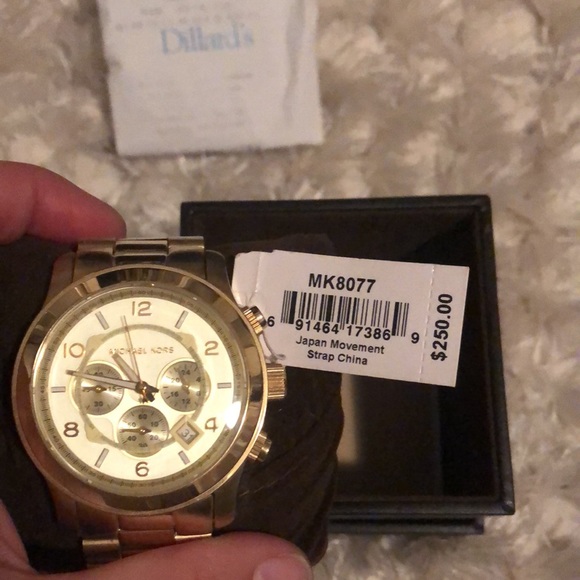 Dillard's
MK8077
6 91464 17386 9
Japan Movement
Strap China
$250.00
MICHAEL KORS
12
2
4
6
8
10
31